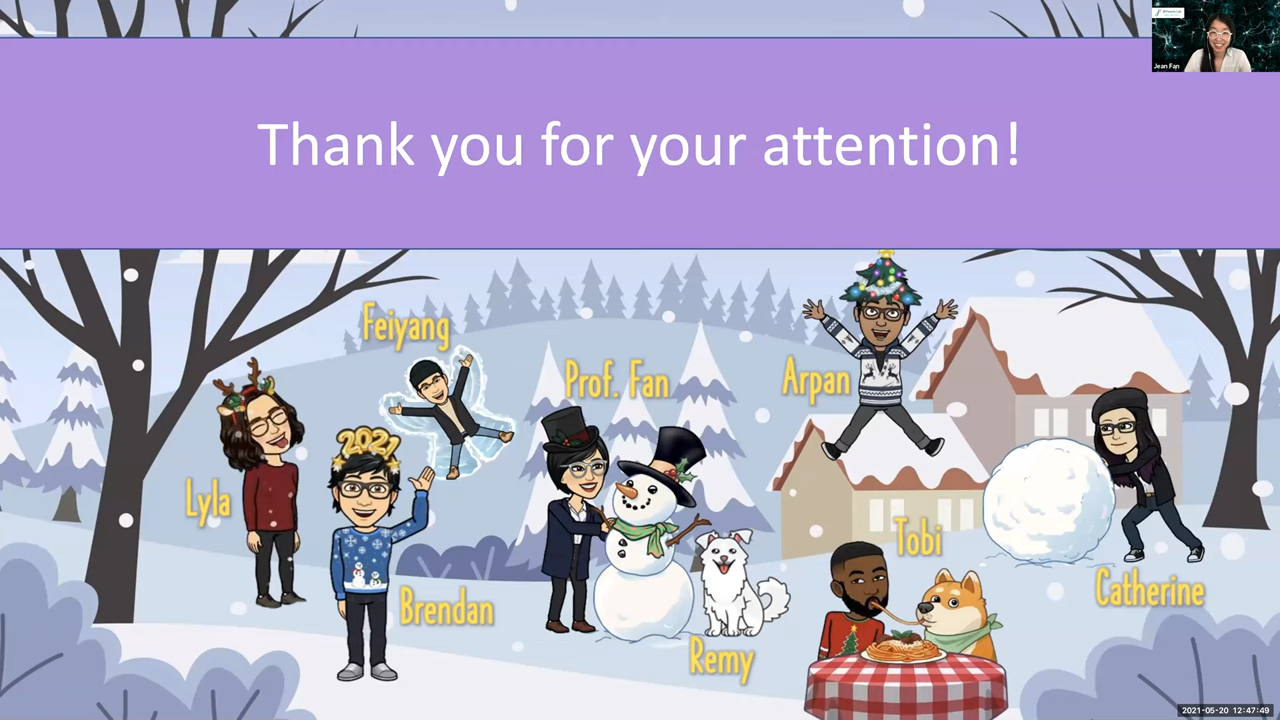 Jean Fan
Thank you for your attention!
Feiyang
Prof. Fan
Arpan
Lyla
2021
Tobi
Brendan
Catherine
Remy
2021-05-20 12:47:49